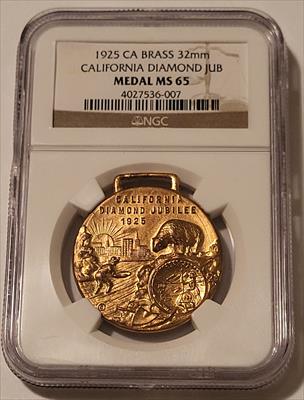 1925 CA BRASS 32mm
CALIFORNIA DIAMOND JUB
MEDAL MS 65
4027536-007
NGC
CALIFORNIA
DIAMOND JUBILEE
1925